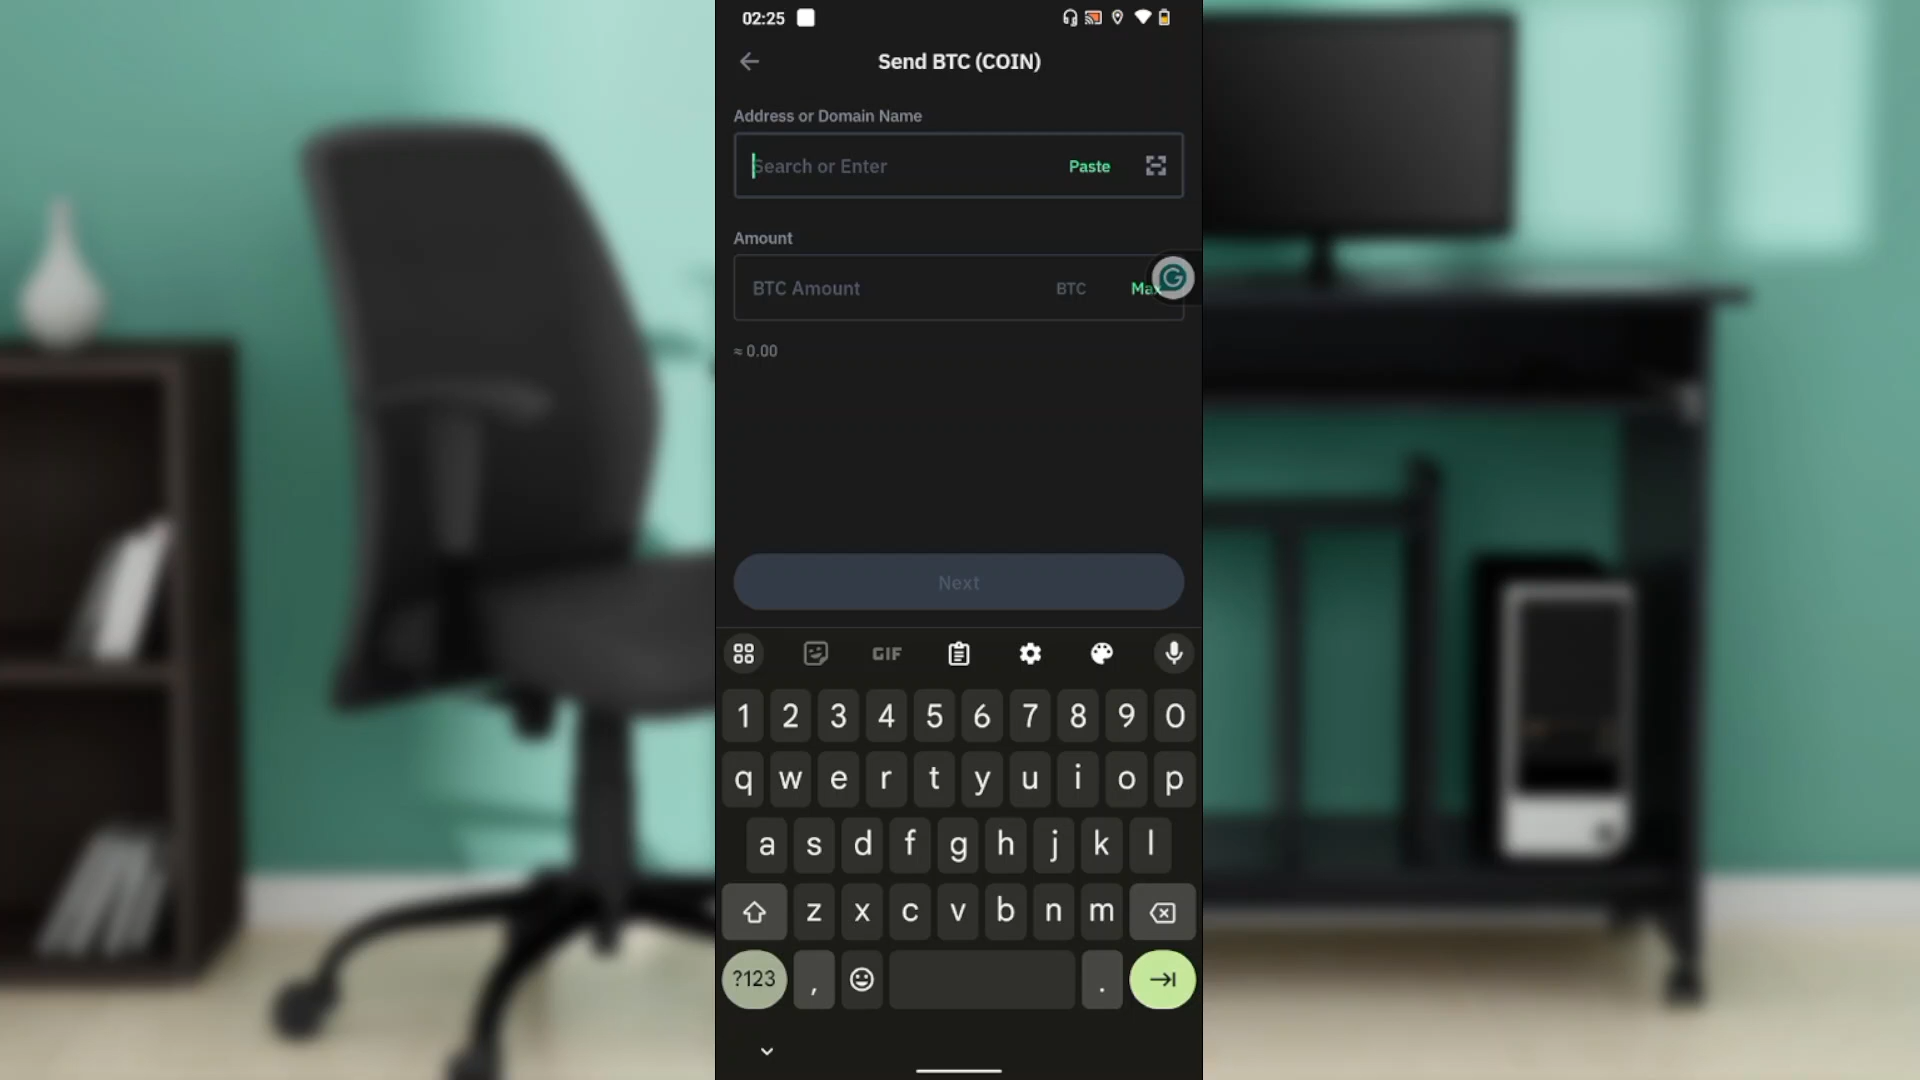 02:25
Send BTC (COIN)
Address or Domain Name
Search or Enter Paste
Amount
BTC Amount BTC Max
≈ 0.00
Next
GIF
1 2 3 4 5 6 7 8 9 0
q w e r t y u i o p
a s d f g h j k l
z x c v b n m
?123 , .